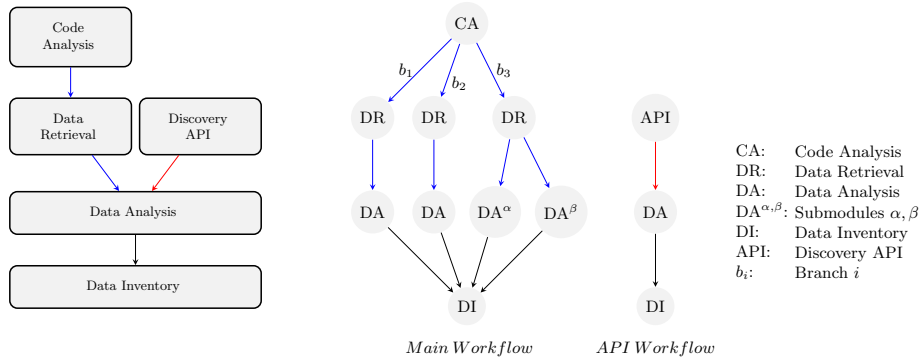 Code
Analysis
Data
Retrieval
Discovery
API
Data Analysis
Data Inventory
CA
b₁
b₂
b₃
DR
DR
DR
DA
DA
DAᵅ
DAᵝ
DI
Main Workflow
API
DA
DI
API Workflow
CA: Code Analysis
DR: Data Retrieval
DA: Data Analysis
DAᵅ,ᵝ: Submodules α, β
DI: Data Inventory
API: Discovery API
bᵢ: Branch i